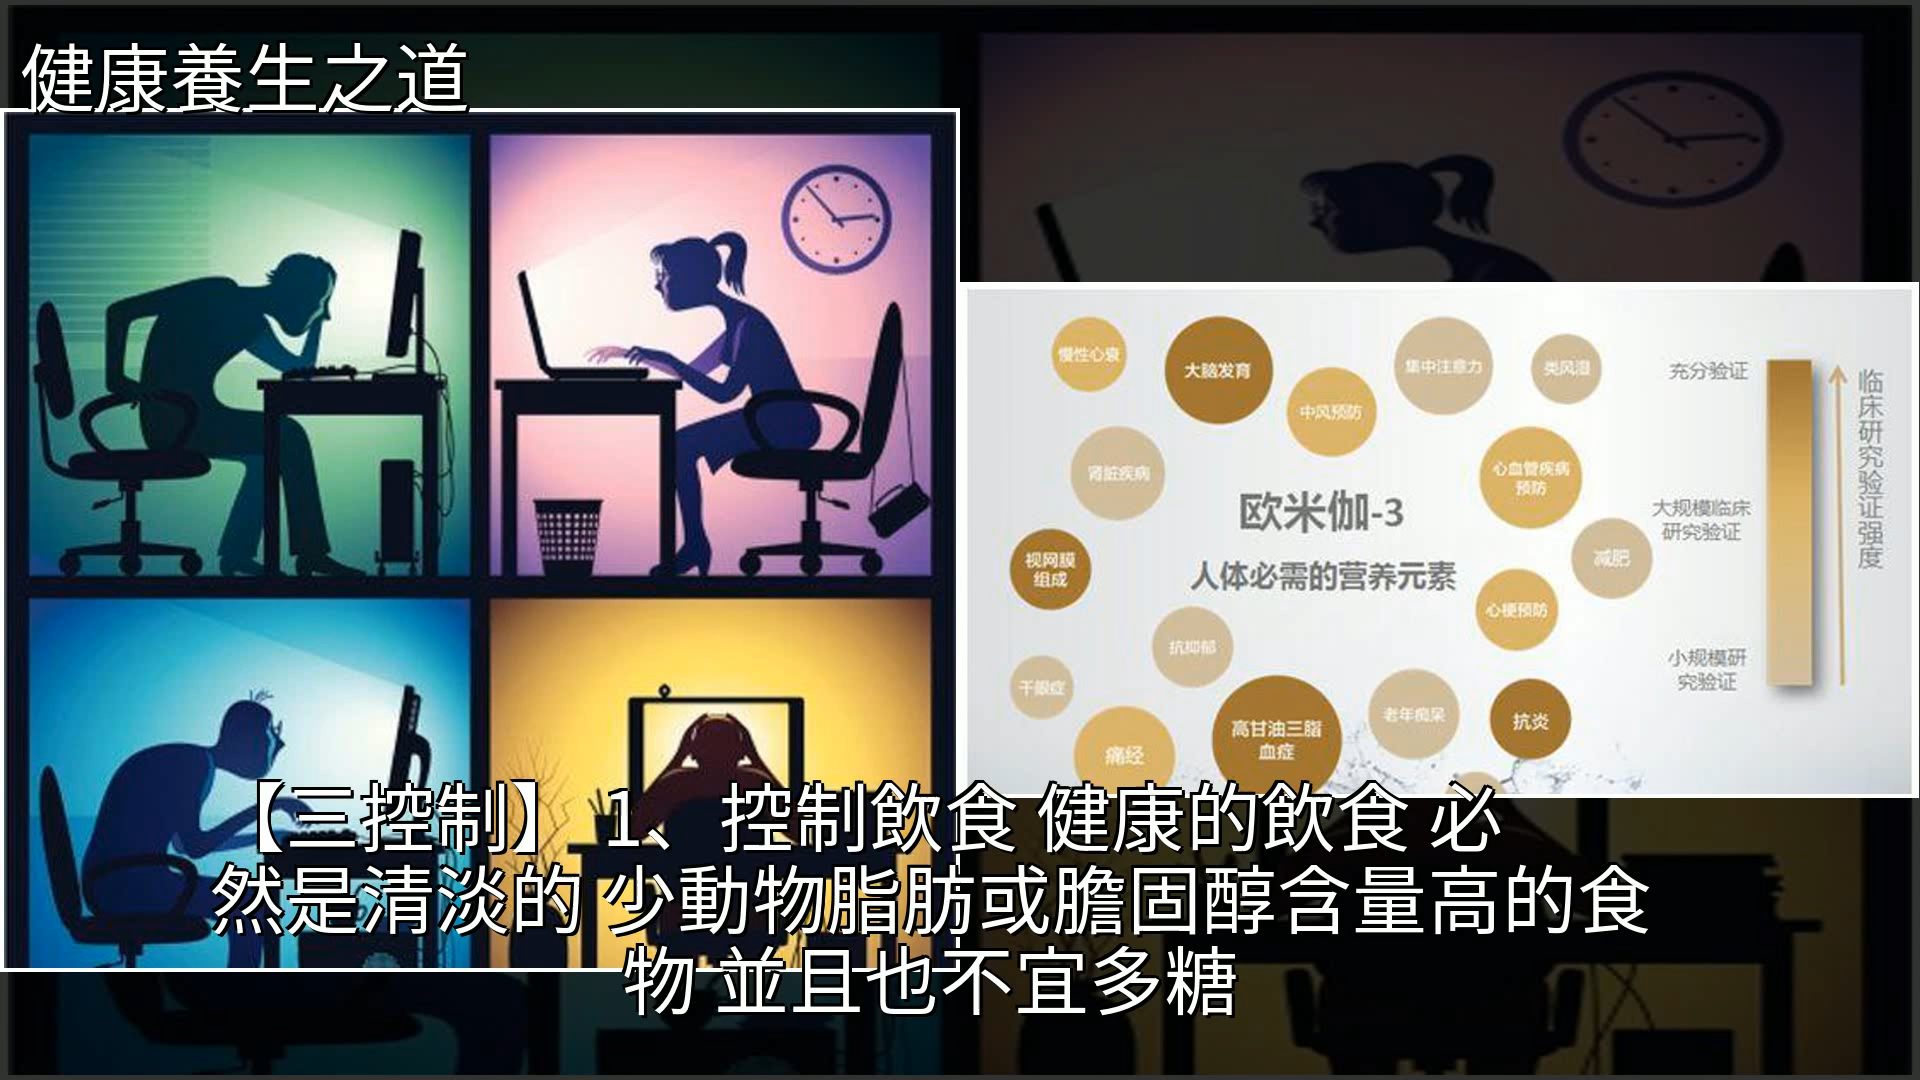 健康養生之道
慢性心衰
大脑发育
中风预防
集中注意力
类风湿
肾脏疾病
心血管疾病
预防
欧米伽-3
人体必需的营养元素
视网膜
组成
减肥
心梗预防
抗抑郁
干眼症
痛经
高甘油三脂
血症
老年痴呆
抗炎
充分验证
大规模临床
研究验证
小规模研
究验证
临床研究验证强度
【三控制】 1、 控制飲食 健康的飲食 必
然是清淡的 少動物脂肪或膽固醇含量高的食
物 並且也不宜多糖